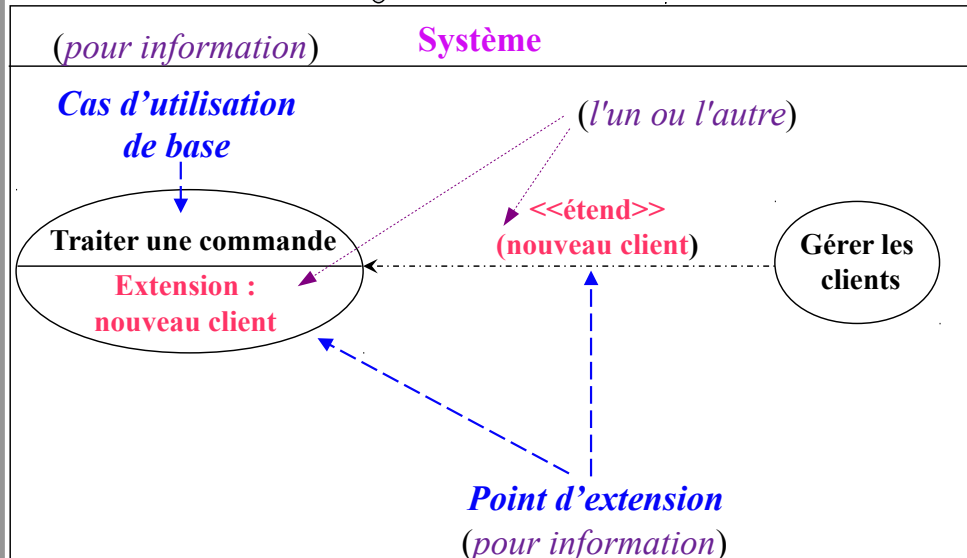 (pour information)
Système
Cas d’utilisation
de base
(l'un ou l'autre)
<<étend>>
(nouveau client)
Traiter une commande
Extension :
nouveau client
Gérer les
clients
Point d’extension
(pour information)